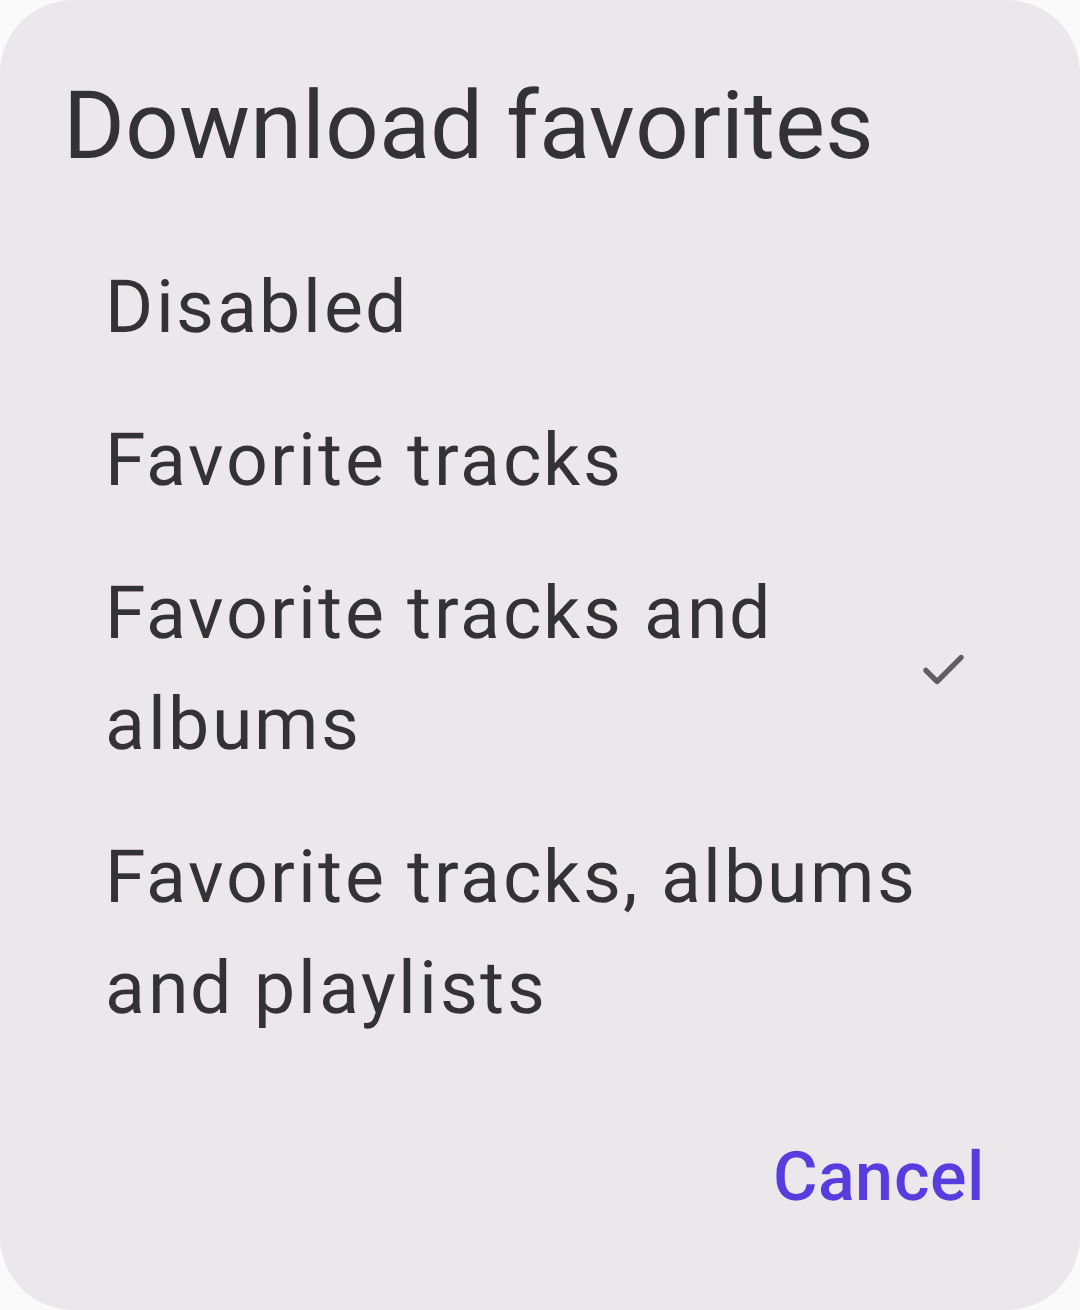 Download favorites
Disabled
Favorite tracks
Favorite tracks and
albums
Favorite tracks, albums
and playlists
Cancel